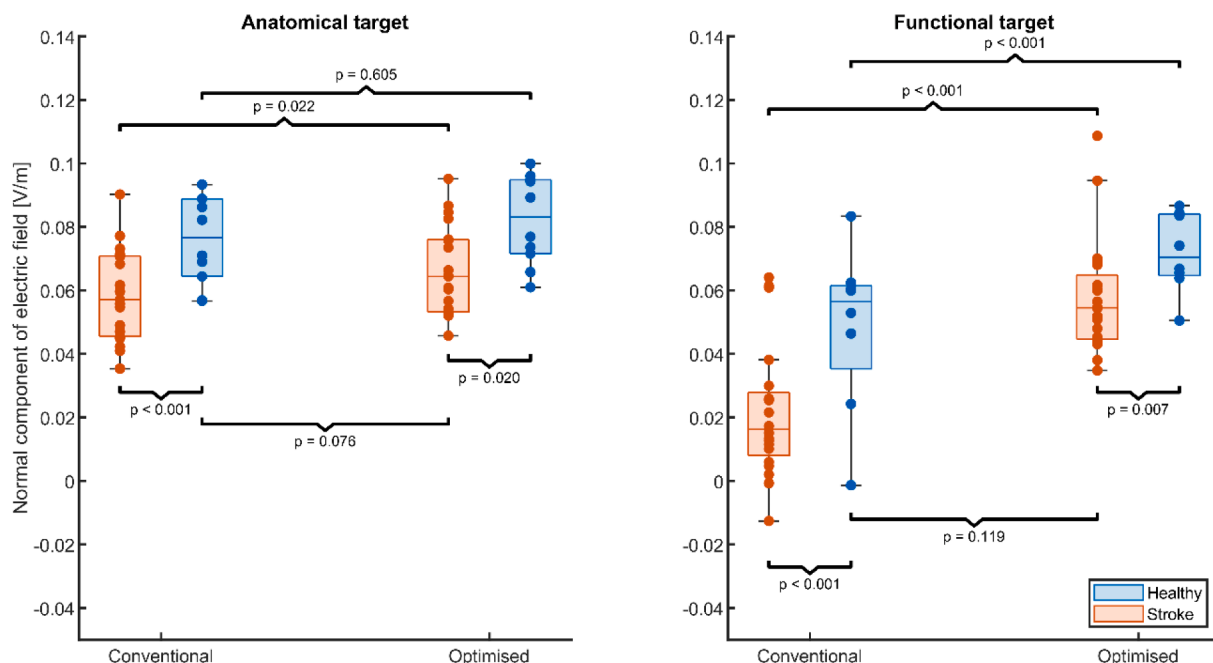 Anatomical target
Normal component of electric field [V/m]
0.14
0.12
0.1
0.08
0.06
0.04
0.02
0
-0.02
-0.04
p = 0.605
p = 0.022
p < 0.001
p = 0.020
p = 0.076
Conventional
Optimised
Functional target
0.14
0.12
0.1
0.08
0.06
0.04
0.02
0
-0.02
-0.04
p < 0.001
p < 0.001
p = 0.007
p = 0.119
p < 0.001
Healthy
Stroke
Conventional
Optimised